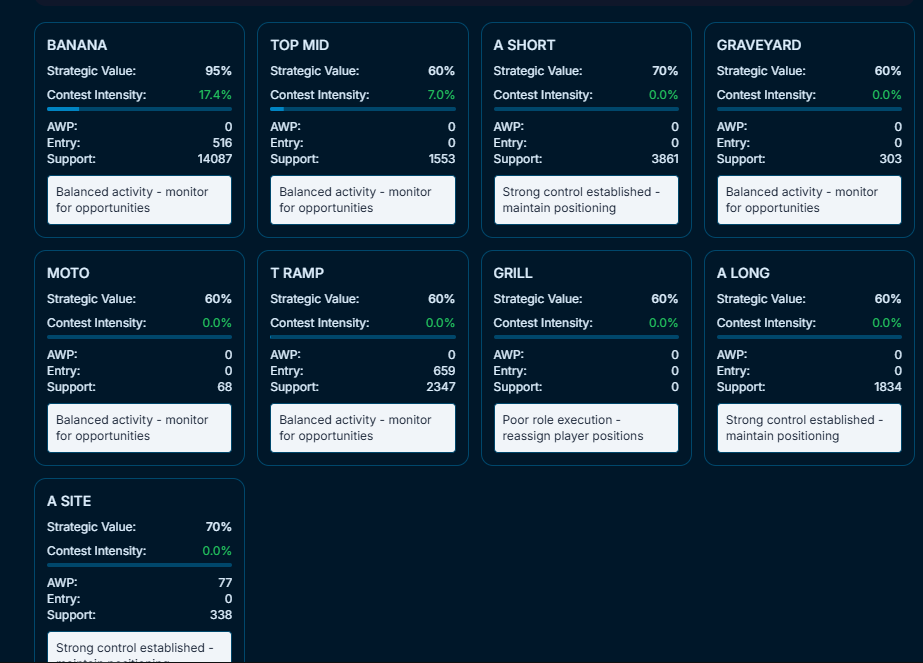 BANANA
Strategic Value: 95%
Contest Intensity: 17.4%
AWP: 0
Entry: 516
Support: 14087
Balanced activity - monitor
for opportunities
TOP MID
Strategic Value: 60%
Contest Intensity: 7.0%
AWP: 0
Entry: 0
Support: 1553
Balanced activity - monitor
for opportunities
A SHORT
Strategic Value: 70%
Contest Intensity: 0.0%
AWP: 0
Entry: 0
Support: 3861
Strong control established -
maintain positioning
GRAVEYARD
Strategic Value: 60%
Contest Intensity: 0.0%
AWP: 0
Entry: 0
Support: 303
Balanced activity - monitor
for opportunities
MOTO
Strategic Value: 60%
Contest Intensity: 0.0%
AWP: 0
Entry: 0
Support: 68
Balanced activity - monitor
for opportunities
T RAMP
Strategic Value: 60%
Contest Intensity: 0.0%
AWP: 0
Entry: 659
Support: 2347
Balanced activity - monitor
for opportunities
GRILL
Strategic Value: 60%
Contest Intensity: 0.0%
AWP: 0
Entry: 0
Support: 0
Poor role execution -
reassign player positions
A LONG
Strategic Value: 60%
Contest Intensity: 0.0%
AWP: 0
Entry: 0
Support: 1834
Strong control established -
maintain positioning
A SITE
Strategic Value: 70%
Contest Intensity: 0.0%
AWP: 77
Entry: 0
Support: 338
Strong control established -
maintain positioning